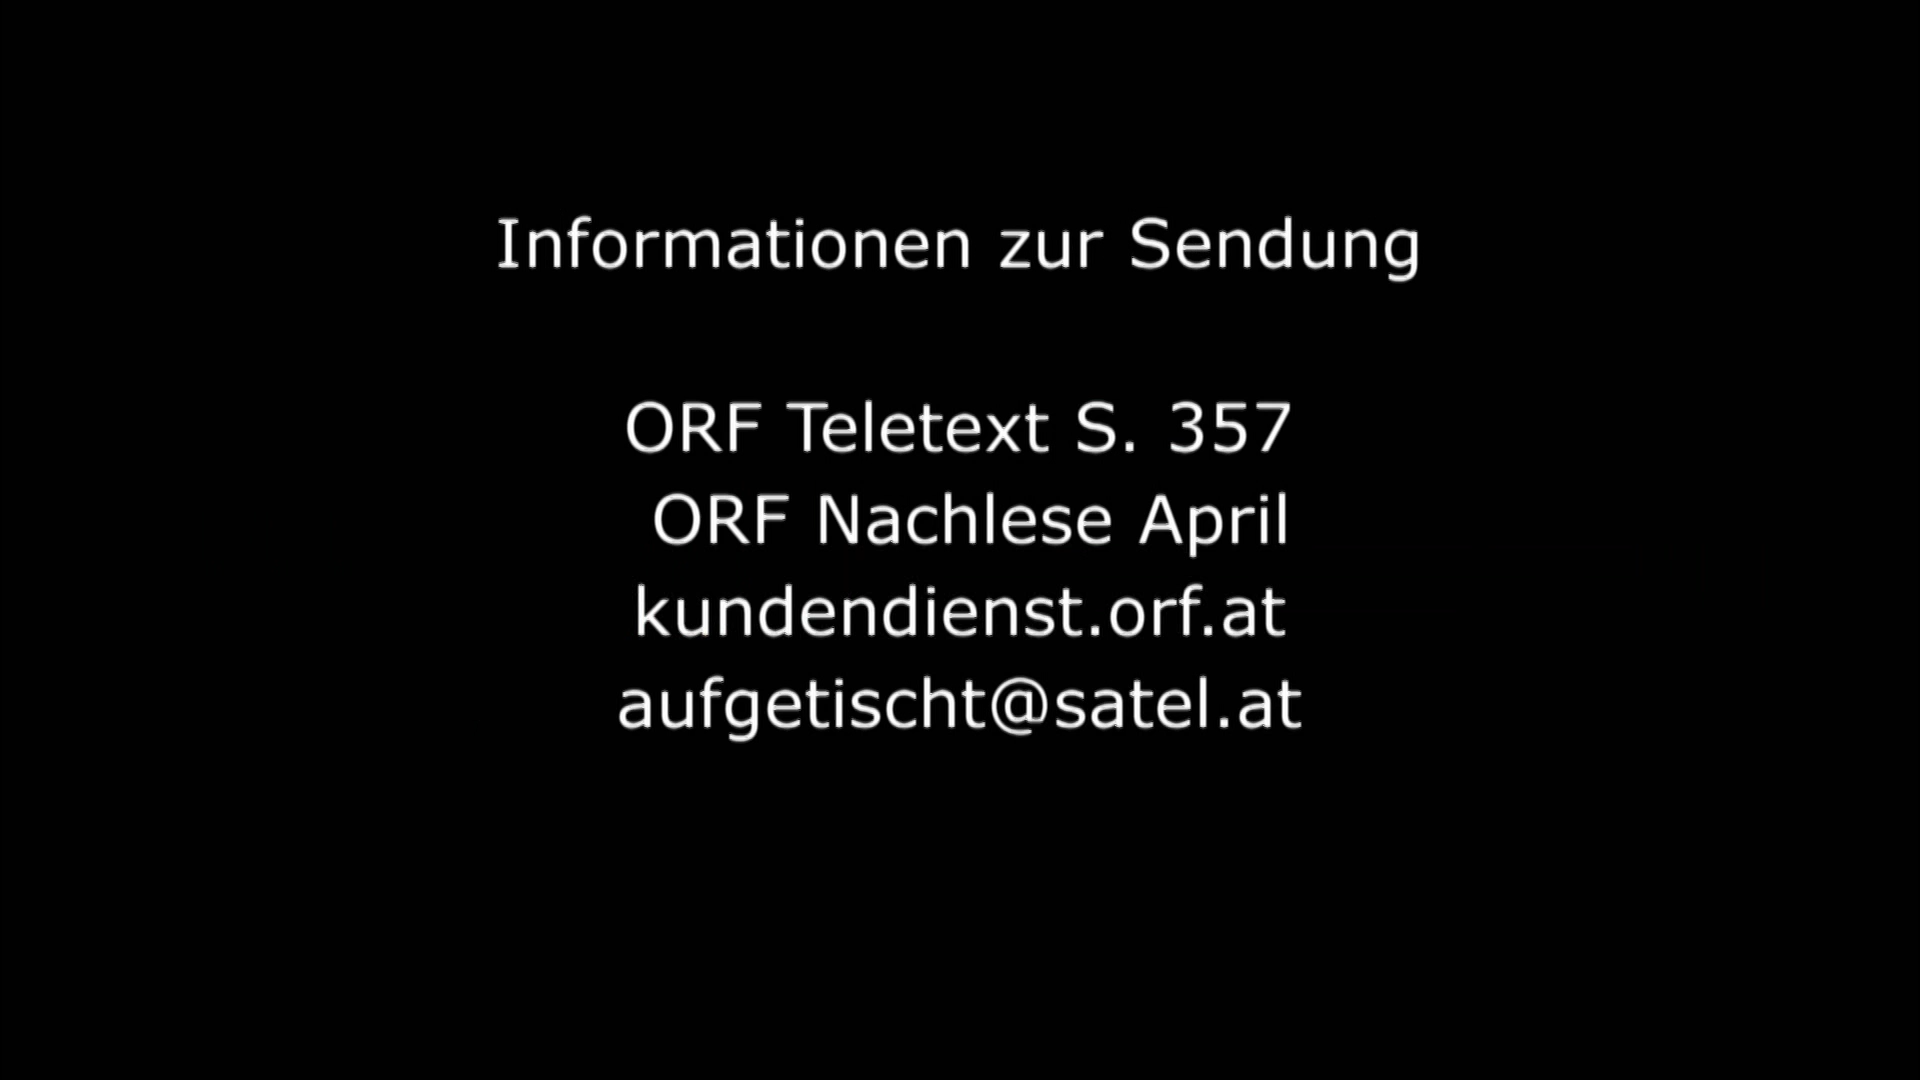 Informationen zur Sendung
ORF Teletext S. 357
ORF Nachlese April
kundendienst.orf.at
aufgetischt@satel.at